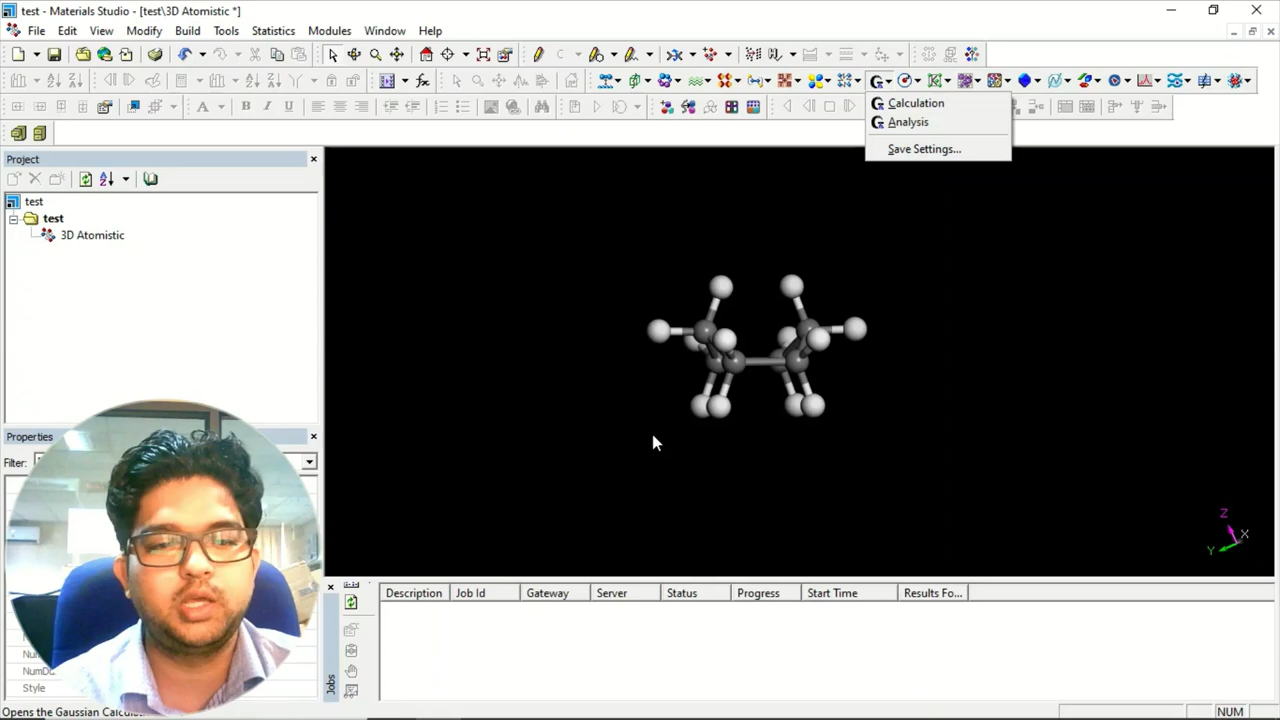 test - Materials Studio - [test\3D Atomistic *]
File Edit View Modify Build Tools Statistics Modules Window Help
Calculation
Analysis
Save Settings...
Project
test
test
3D Atomistic
Properties
Filter:
Style
Z
X
Y
Description Job Id Gateway Server Status Progress Start Time Results Fo...
Jobs
Opens the Gaussian Calcul
NUM